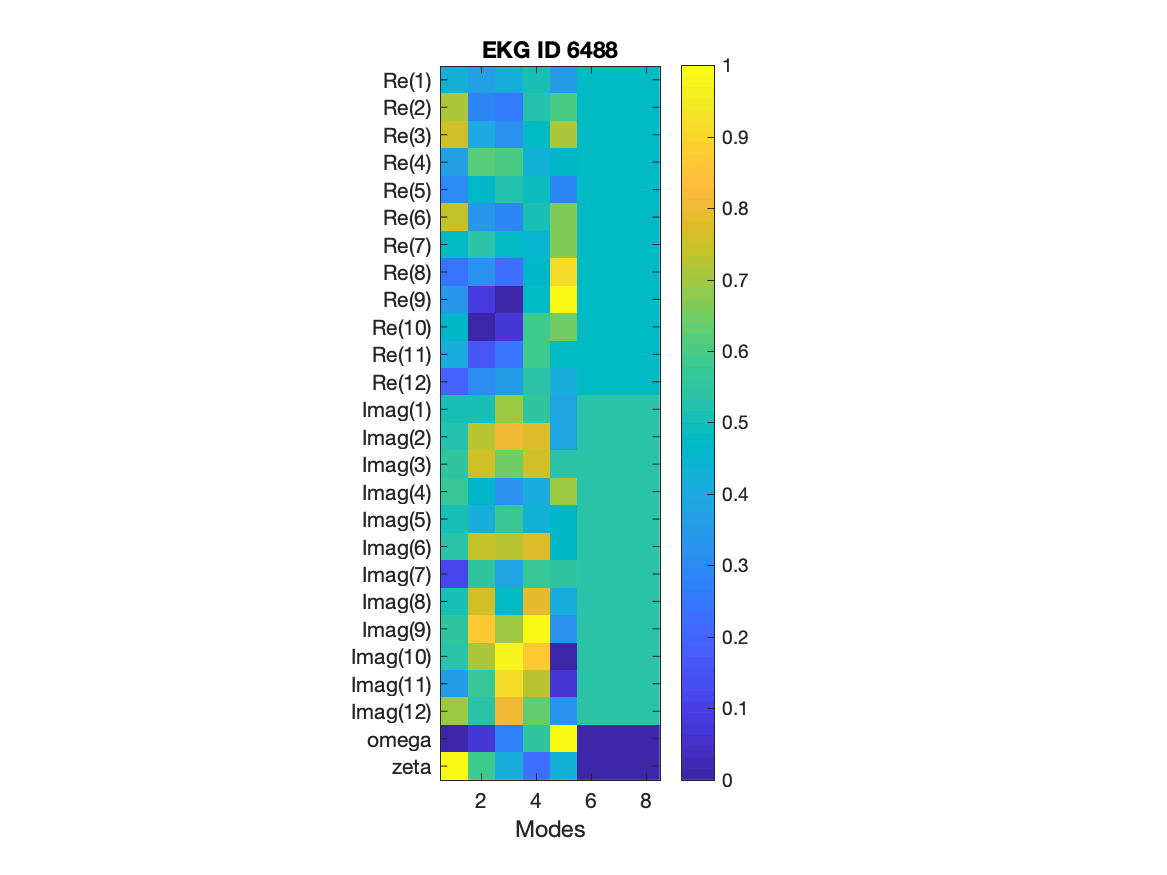 EKG ID 6488
Re(1)
Re(2)
Re(3)
Re(4)
Re(5)
Re(6)
Re(7)
Re(8)
Re(9)
Re(10)
Re(11)
Re(12)
Imag(1)
Imag(2)
Imag(3)
Imag(4)
Imag(5)
Imag(6)
Imag(7)
Imag(8)
Imag(9)
Imag(10)
Imag(11)
Imag(12)
omega
zeta
2 4 6 8
Modes
1
0.9
0.8
0.7
0.6
0.5
0.4
0.3
0.2
0.1
0